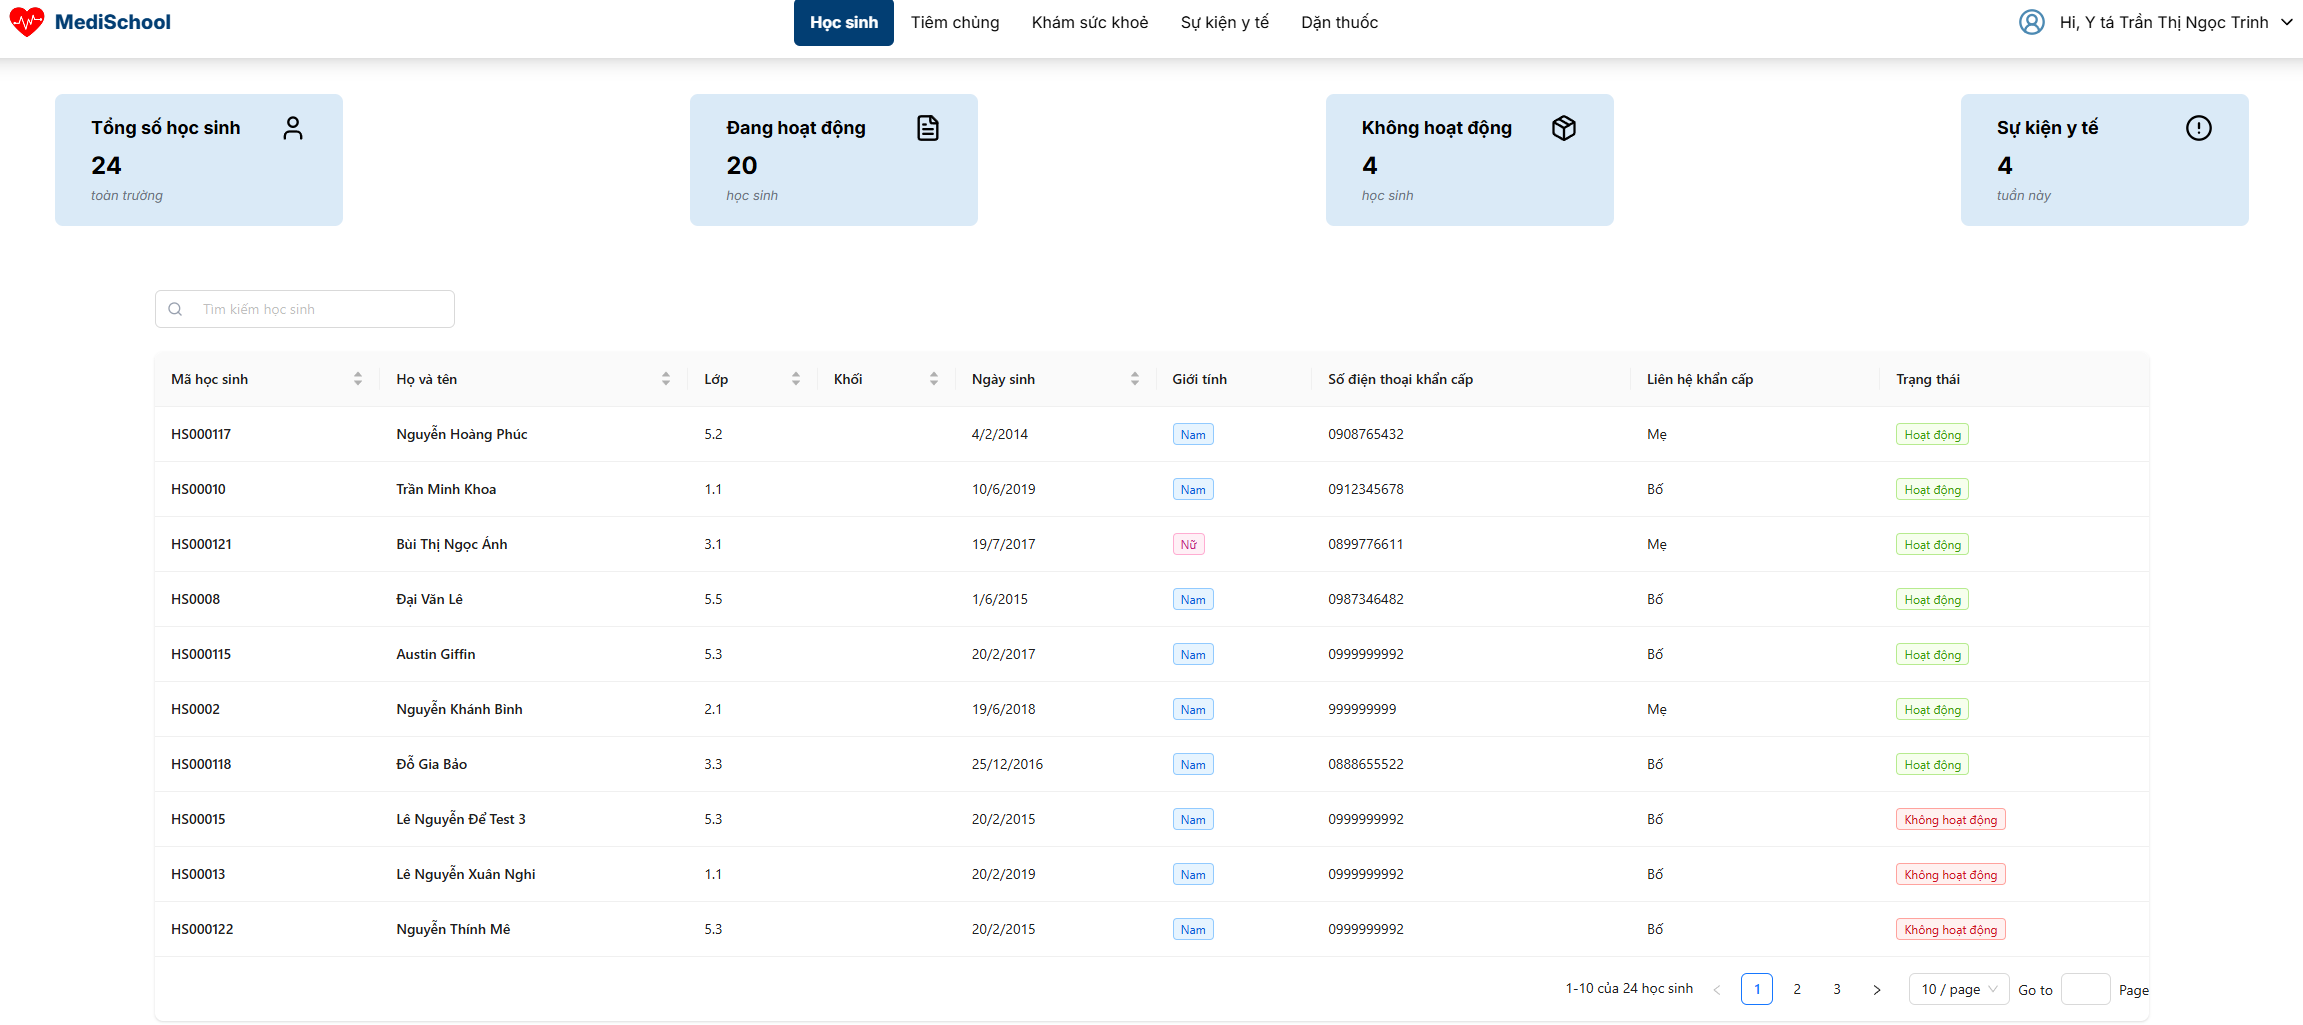 MediSchool
Học sinh Tiêm chủng Khám sức khoẻ Sự kiện y tế Dặn thuốc
Hi, Y tá Trần Thị Ngọc Trinh
Tổng số học sinh
24
toàn trường
Đang hoạt động
20
học sinh
Không hoạt động
4
học sinh
Sự kiện y tế
4
tuần này
Tìm kiếm học sinh
Mã học sinh Họ và tên Lớp Khối Ngày sinh Giới tính Số điện thoại khẩn cấp Liên hệ khẩn cấp Trạng thái
HS000117 Nguyễn Hoàng Phúc 5.2 4/2/2014 Nam 0908765432 Mẹ Hoạt động
HS00010 Trần Minh Khoa 1.1 10/6/2019 Nam 0912345678 Bố Hoạt động
HS000121 Bùi Thị Ngọc Ánh 3.1 19/7/2017 Nữ 0899776611 Mẹ Hoạt động
HS0008 Đại Văn Lê 5.5 1/6/2015 Nam 0987346482 Bố Hoạt động
HS000115 Austin Giffin 5.3 20/2/2017 Nam 0999999992 Bố Hoạt động
HS0002 Nguyễn Khánh Bình 2.1 19/6/2018 Nam 999999999 Mẹ Hoạt động
HS000118 Đỗ Gia Bảo 3.3 25/12/2016 Nam 0888655522 Bố Hoạt động
HS00015 Lê Nguyễn Để Test 3 5.3 20/2/2015 Nam 0999999992 Bố Không hoạt động
HS00013 Lê Nguyễn Xuân Nghi 1.1 20/2/2019 Nam 0999999992 Bố Không hoạt động
HS000122 Nguyễn Thính Mê 5.3 20/2/2015 Nam 0999999992 Bố Không hoạt động
1-10 của 24 học sinh < 1 2 3 > 10 / page Go to Page